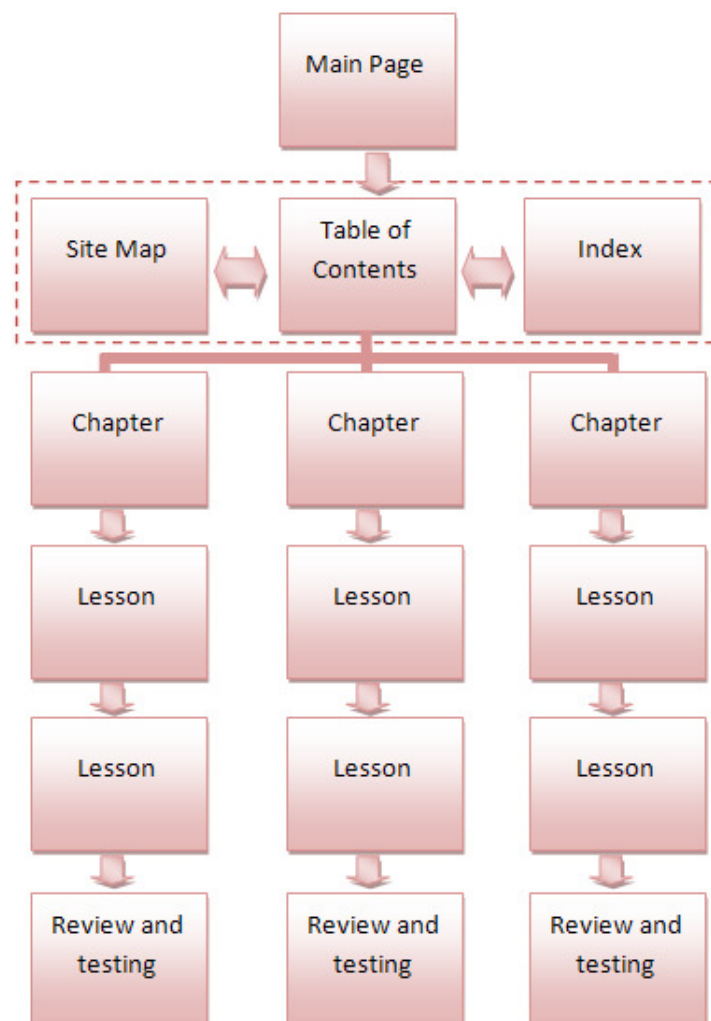 Main Page
Site Map
Table of
Contents
Index
Chapter
Chapter
Chapter
Lesson
Lesson
Lesson
Lesson
Lesson
Lesson
Review and
testing
Review and
testing
Review and
testing